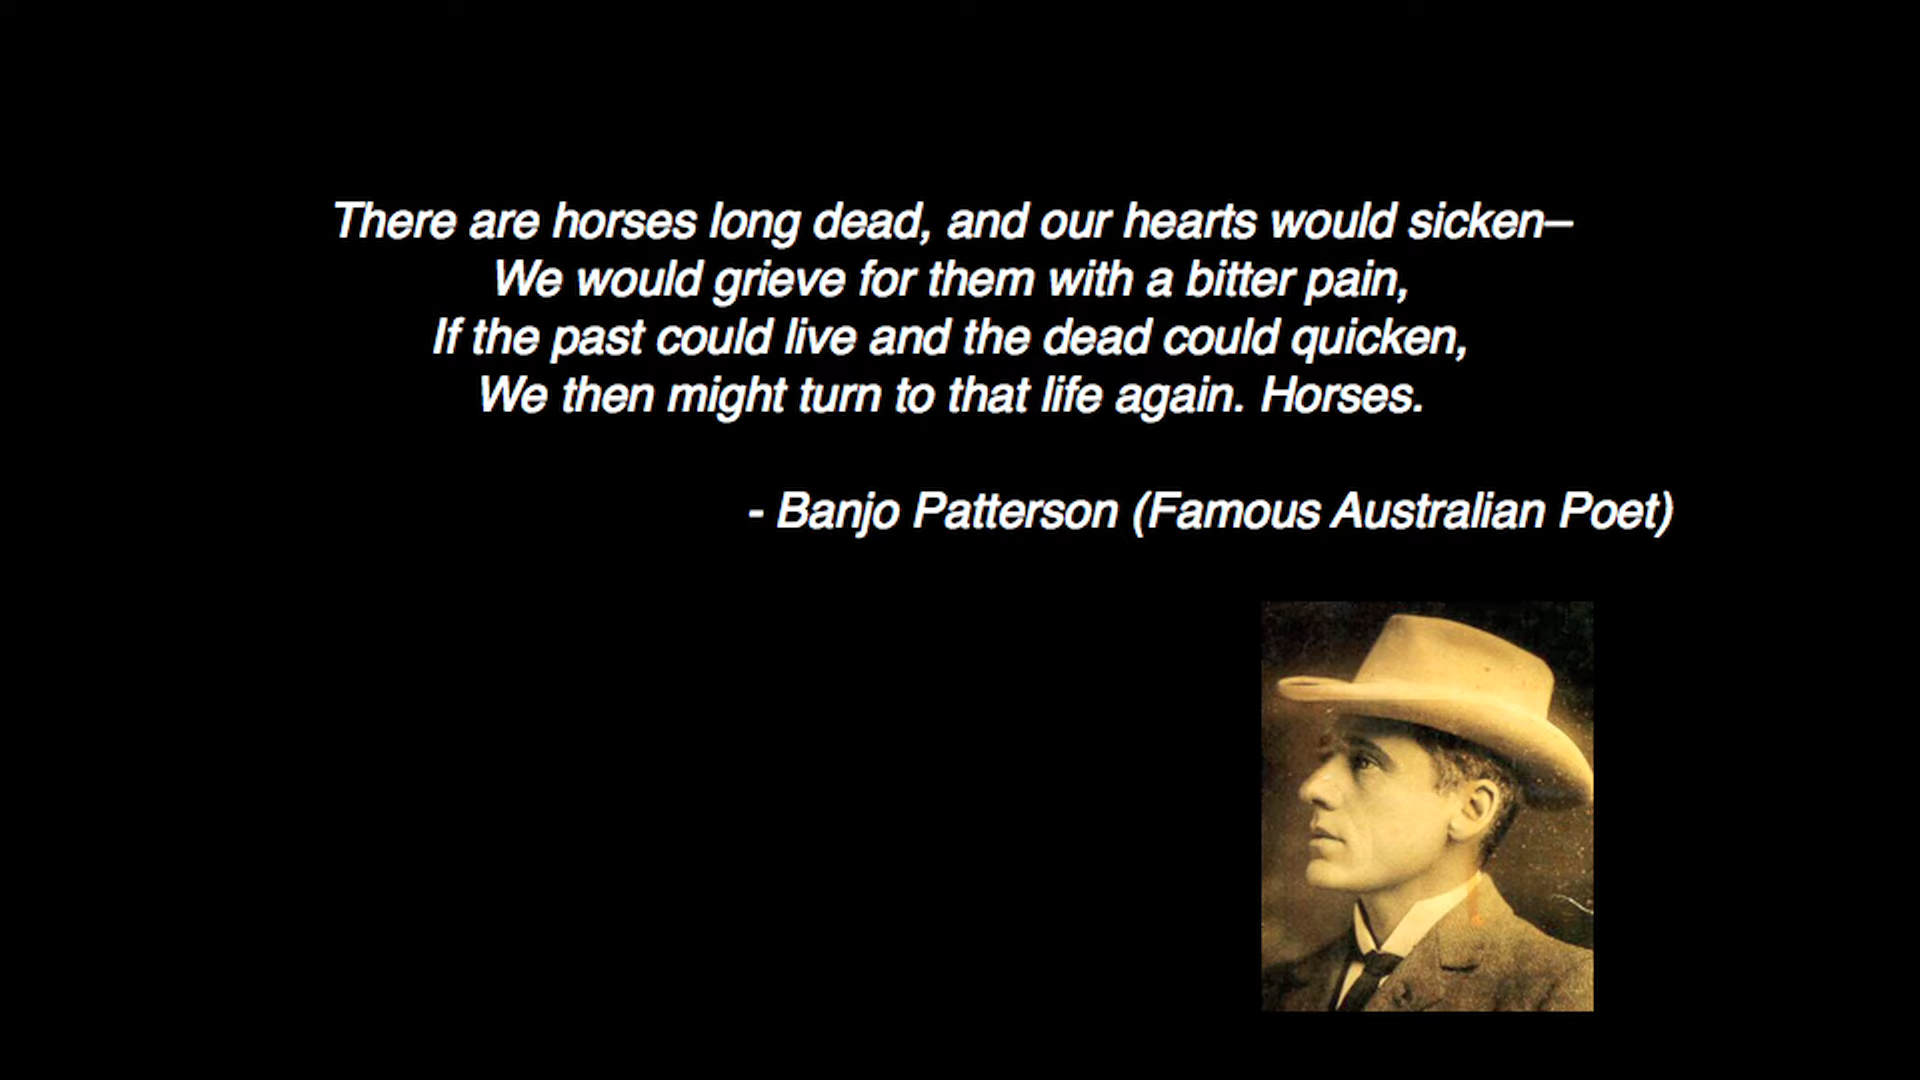 There are horses long dead, and our hearts would sicken–
We would grieve for them with a bitter pain,
If the past could live and the dead could quicken,
We then might turn to that life again. Horses.
- Banjo Patterson (Famous Australian Poet)